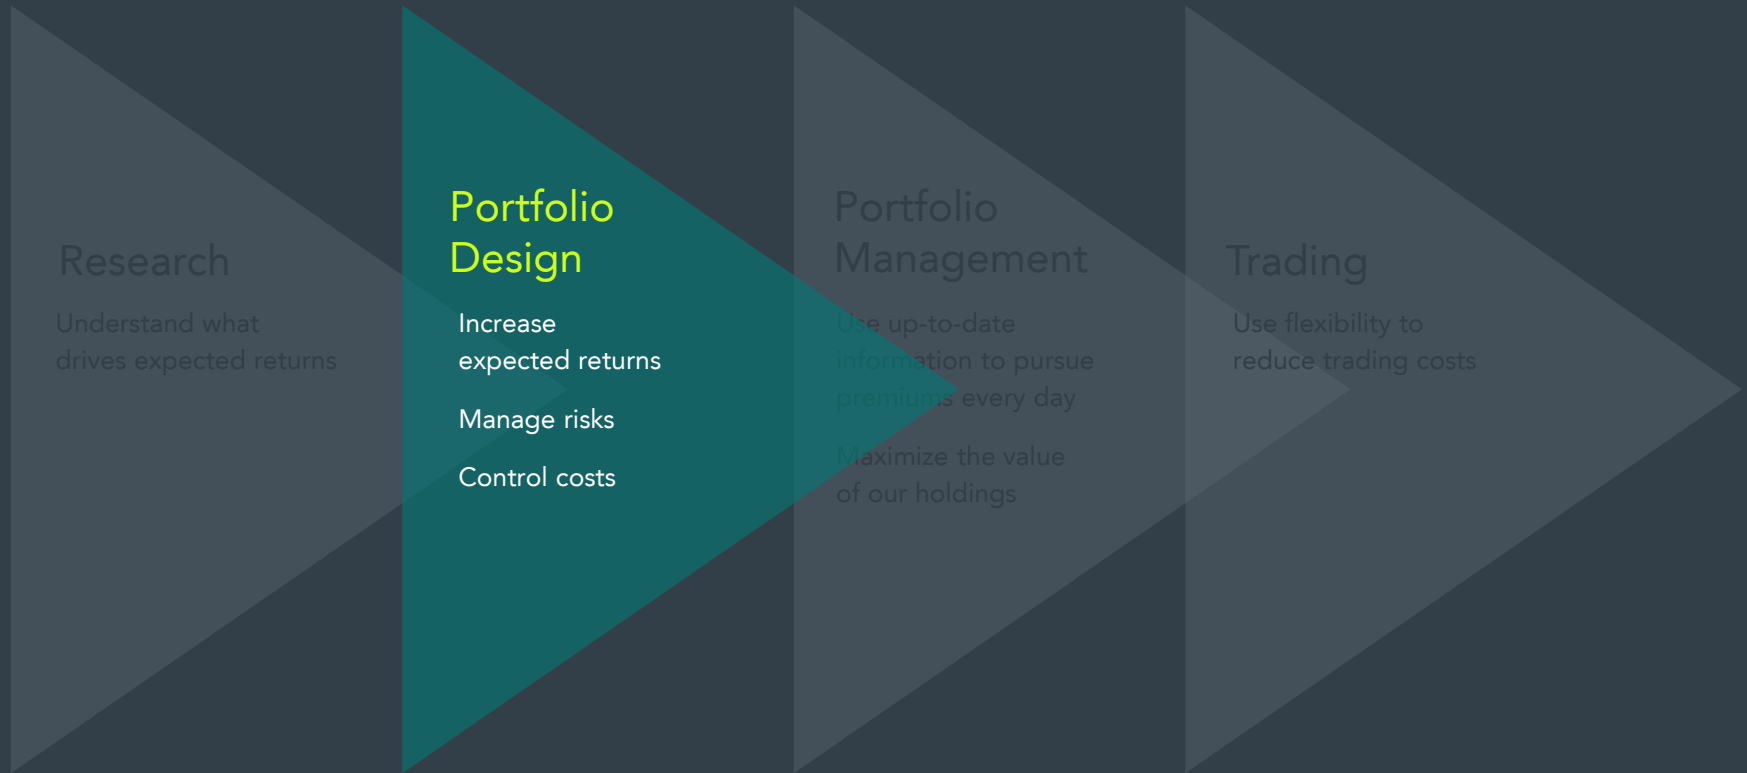 Research
Understand what
drives expected returns
Portfolio
Design
Increase
expected returns
Manage risks
Control costs
Portfolio
Management
Use up-to-date
information to pursue
premiums every day
Maximize the value
of our holdings
Trading
Use flexibility to
reduce trading costs